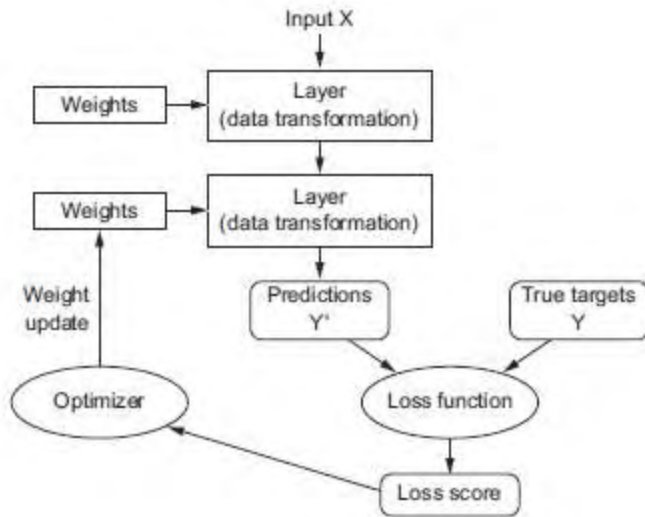 Input X
Weights
Layer
(data transformation)
Weights
Layer
(data transformation)
Weight
update
Predictions
Y'
True targets
Y
Optimizer
Loss function
Loss score